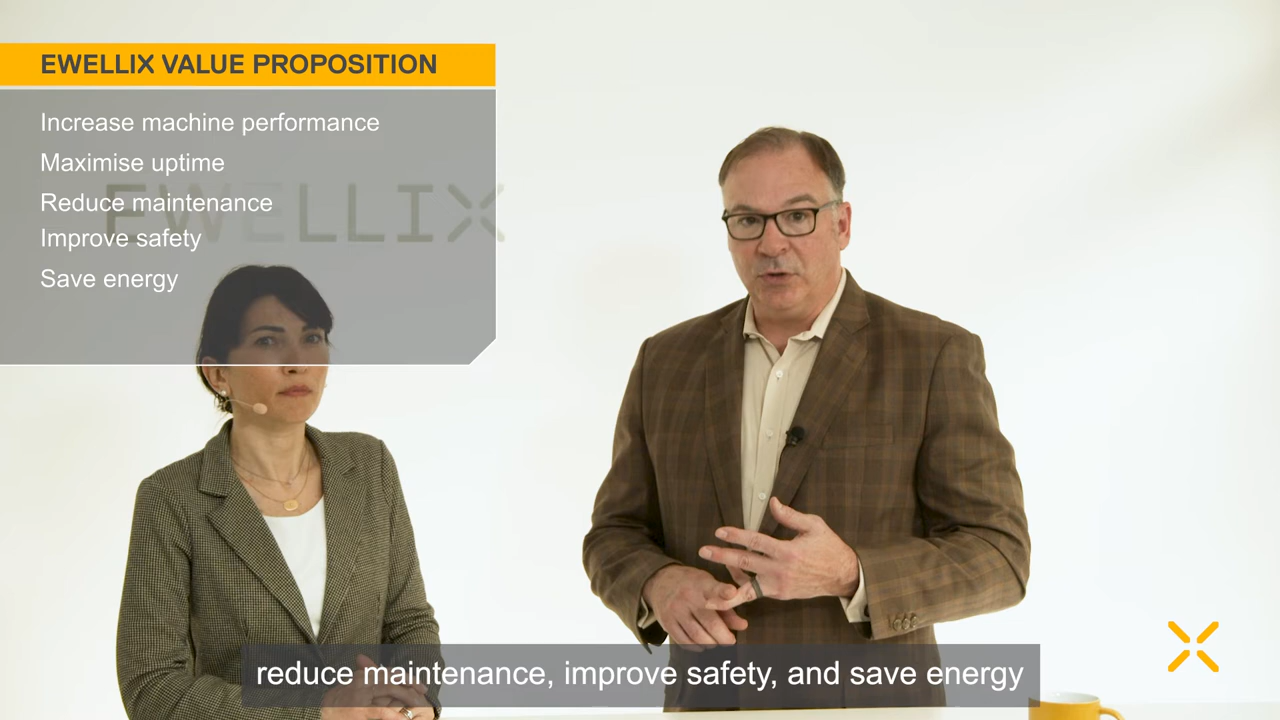 EWELLIX VALUE PROPOSITION
Increase machine performance
Maximise uptime
Reduce maintenance
EWELLIX
Improve safety
Save energy
reduce maintenance, improve safety, and save energy